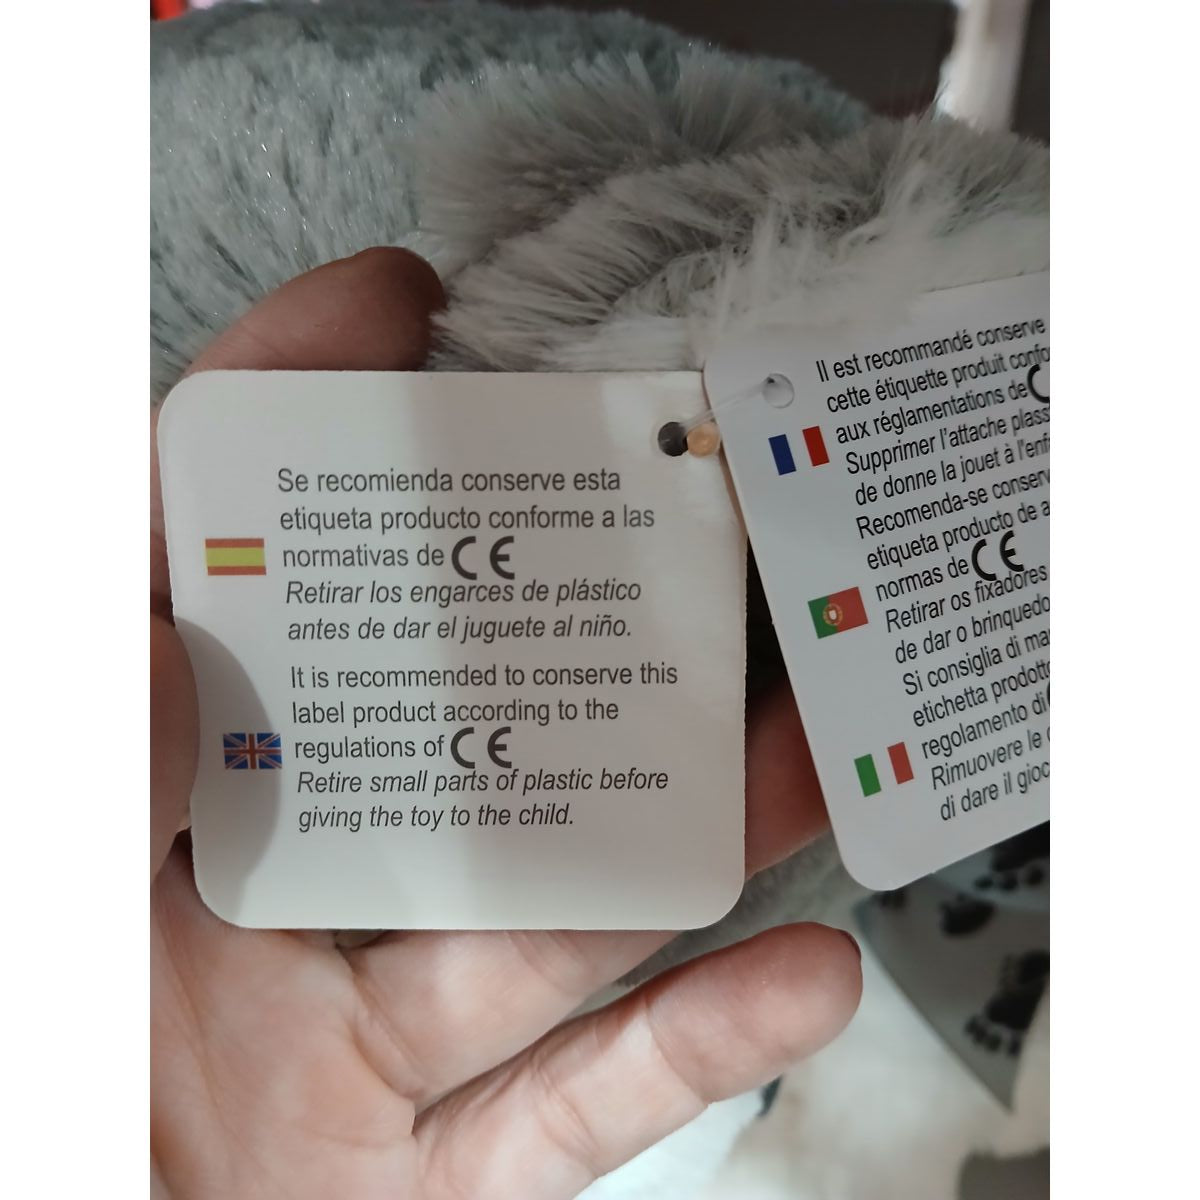 Se recomienda conserve esta
etiqueta producto conforme a las
normativas de CE
Retirar los engarces de plástico
antes de dar el juguete al niño.
It is recommended to conserve this
label product according to the
regulations of CE
Retire small parts of plastic before
giving the toy to the child.
Il est recommandé conserve
cette étiquette produit
aux réglamentations de
Supprimer l'attache
de donne la jouet à
Recomenda-se
etiqueta producto de
normas de CE
Retirar os fixadores
de dar o brinquedo
Si consiglia di
etichetta prodotto
regolamento di
Rimuovere le
di dare il